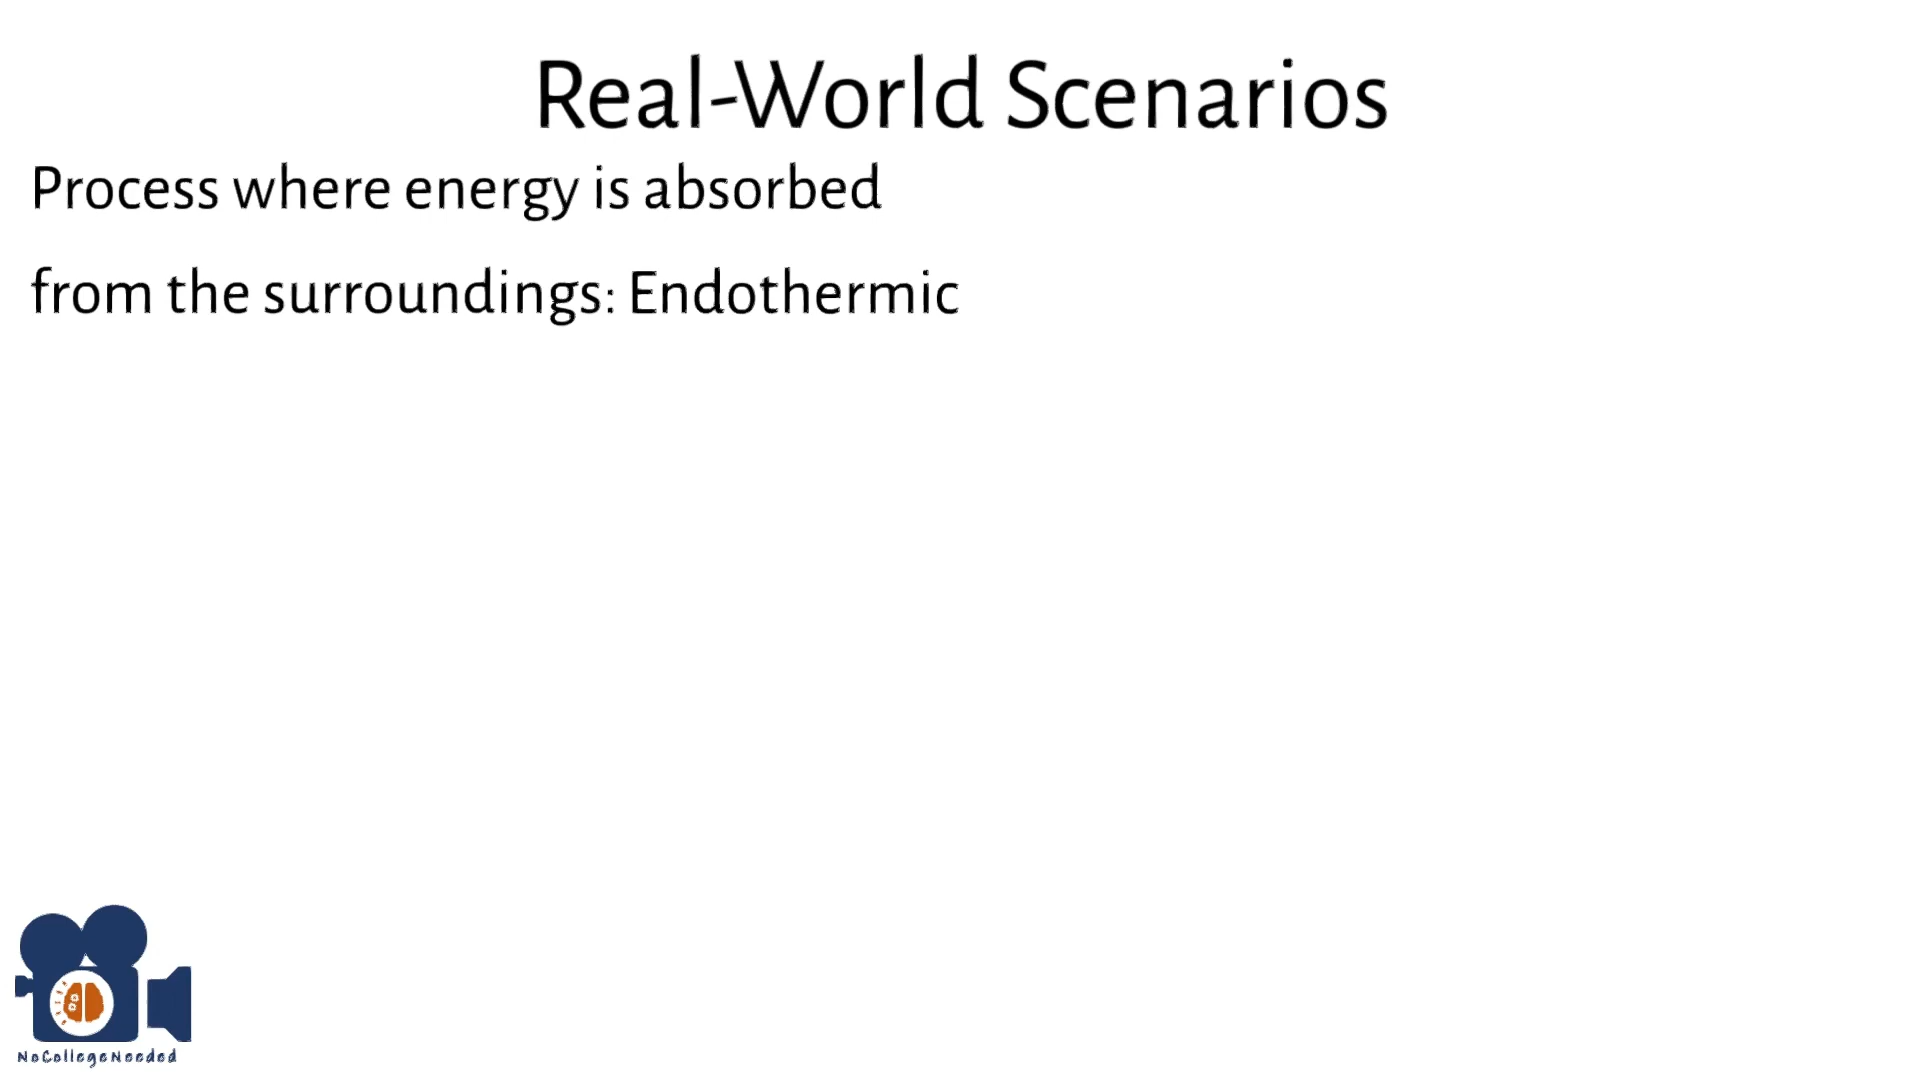 Real-World Scenarios
Process where energy is absorbed
from the surroundings: Endothermic
NoCollegeNeeded